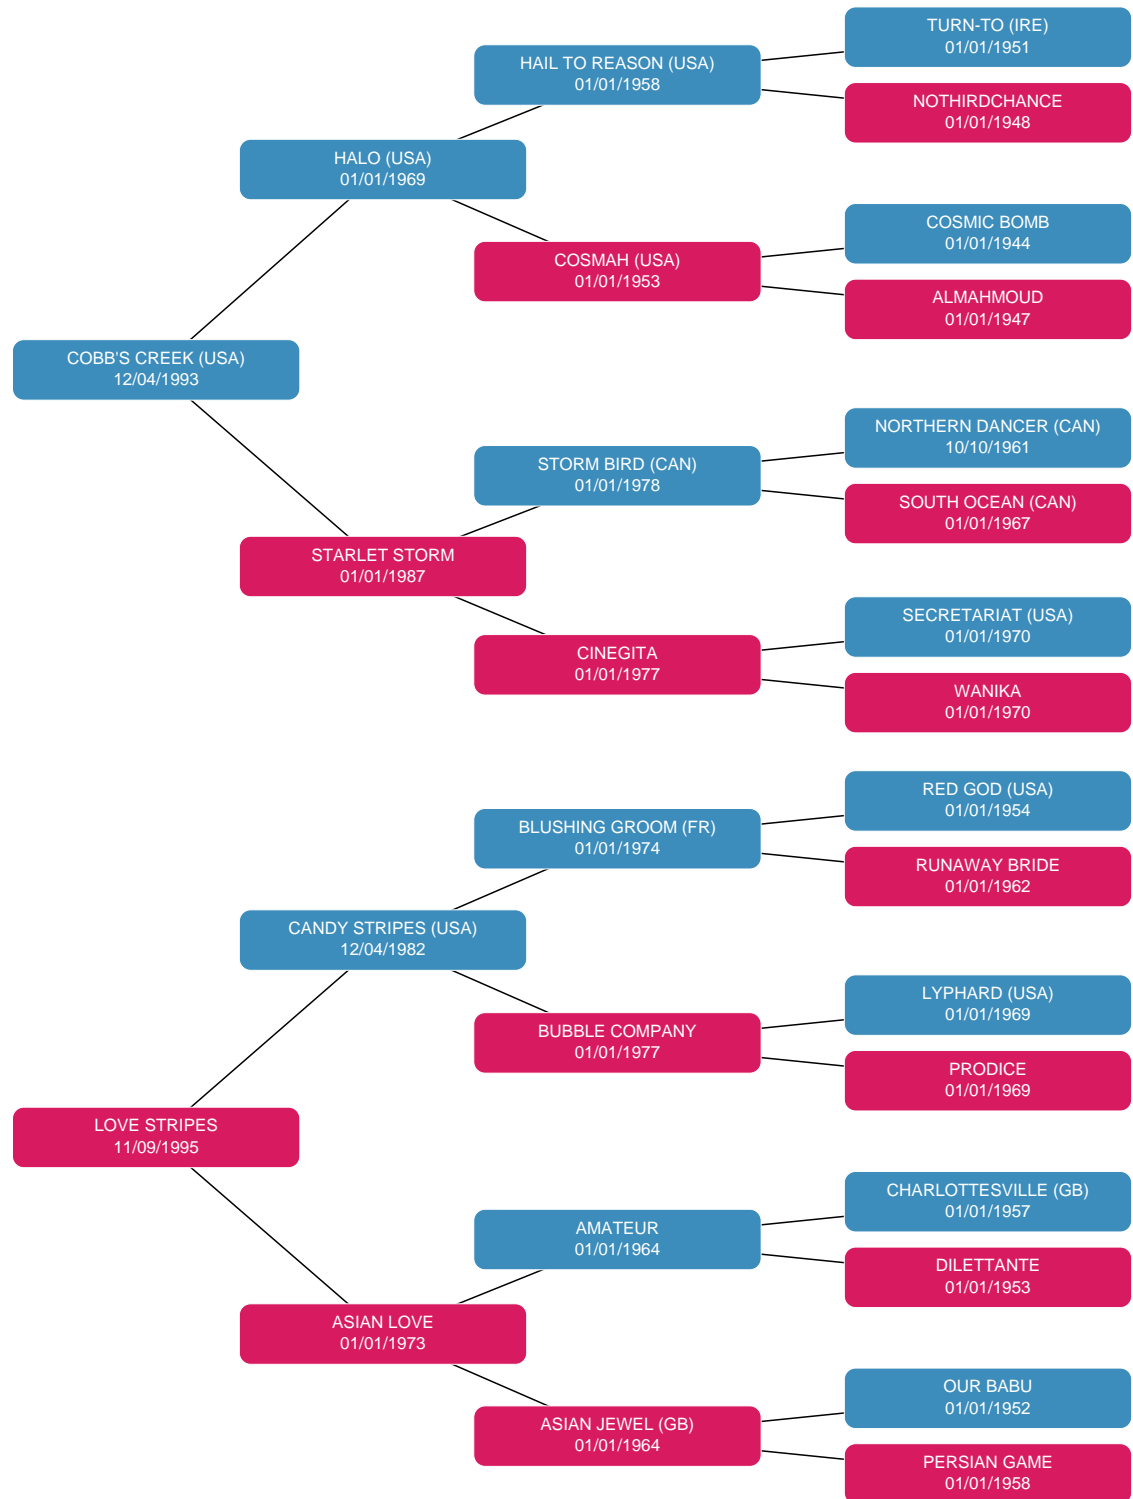 TURN-TO (IRE)
01/01/1951
HAIL TO REASON (USA)
01/01/1958
NOTHIRDCHANCE
01/01/1948
HALO (USA)
01/01/1969
COSMIC BOMB
01/01/1944
COSMAH (USA)
01/01/1953
ALMAHMOUD
01/01/1947
COBB'S CREEK (USA)
12/04/1993
NORTHERN DANCER (CAN)
10/10/1961
STORM BIRD (CAN)
01/01/1978
SOUTH OCEAN (CAN)
01/01/1967
STARLET STORM
01/01/1987
SECRETARIAT (USA)
01/01/1970
CINEGITA
01/01/1977
WANIKA
01/01/1970
RED GOD (USA)
01/01/1954
BLUSHING GROOM (FR)
01/01/1974
RUNAWAY BRIDE
01/01/1962
CANDY STRIPES (USA)
12/04/1982
LYPHARD (USA)
01/01/1969
BUBBLE COMPANY
01/01/1977
PRODICE
01/01/1969
LOVE STRIPES
11/09/1995
CHARLOTTESVILLE (GB)
01/01/1957
AMATEUR
01/01/1964
DILETTANTE
01/01/1953
ASIAN LOVE
01/01/1973
OUR BABU
01/01/1952
ASIAN JEWEL (GB)
01/01/1964
PERSIAN GAME
01/01/1958